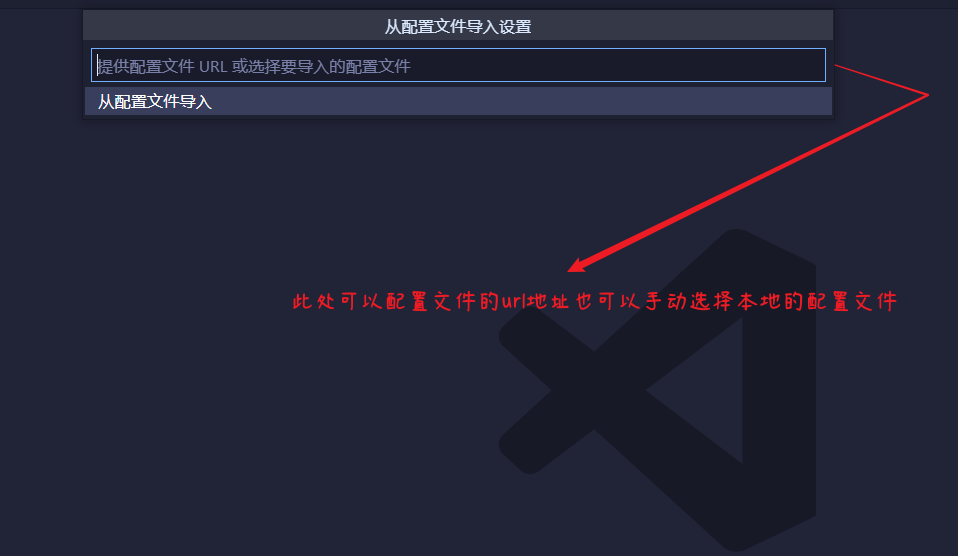 从配置文件导入设置
提供配置文件 URL 或选择要导入的配置文件
从配置文件导入
此处可以配置文件的url地址也可以手动选择本地的配置文件